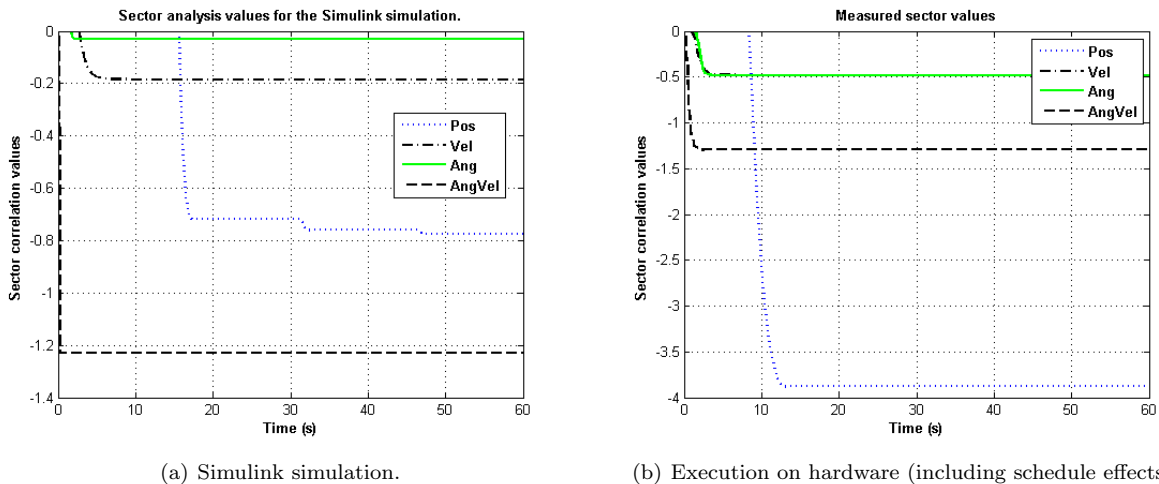 Sector analysis values for the Simulink simulation.
Sector correlation values
0
-0.2
-0.4
-0.6
-0.8
-1
-1.2
-1.4
Pos
Vel
Ang
AngVel
0 10 20 30 40 50 60
Time (s)
(a) Simulink simulation.
Measured sector values
Sector correlation values
0
-0.5
-1
-1.5
-2
-2.5
-3
-3.5
-4
Pos
Vel
Ang
AngVel
0 10 20 30 40 50 60
Time (s)
(b) Execution on hardware (including schedule effects